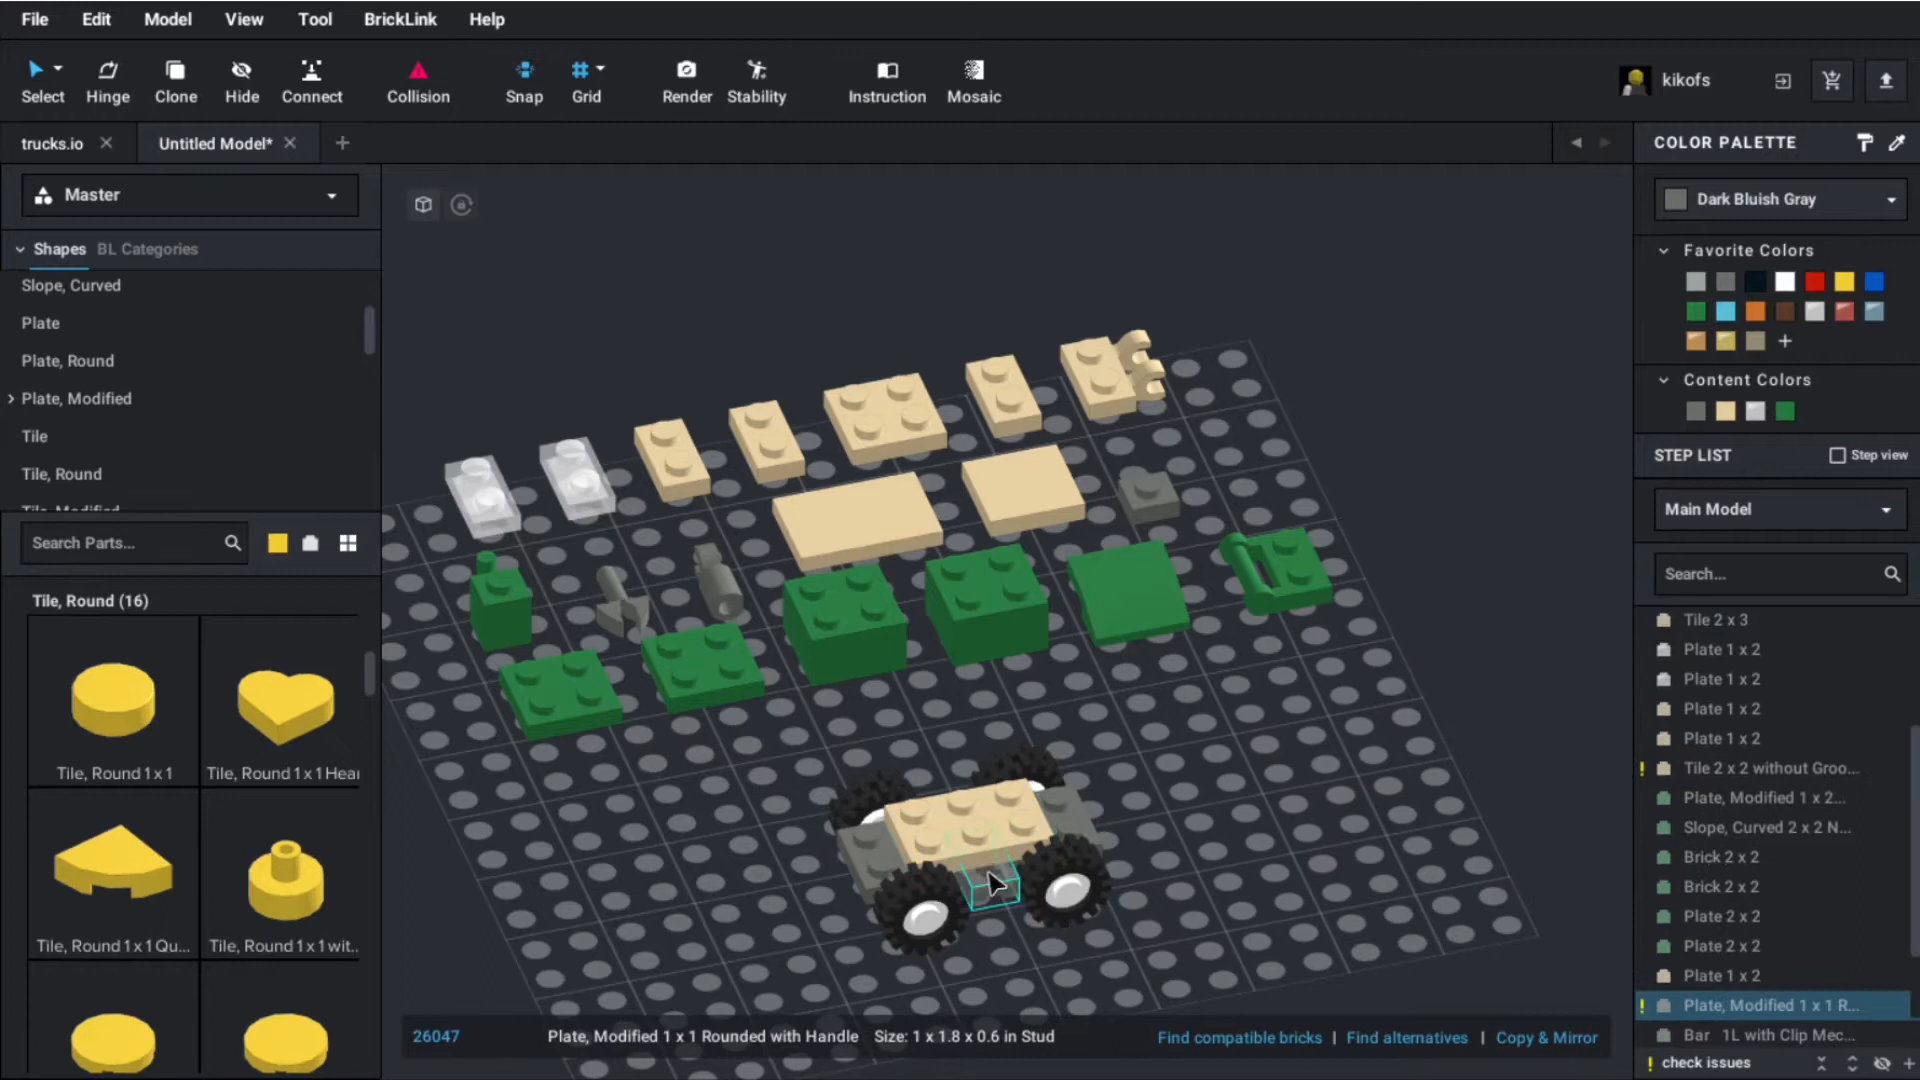 File Edit Model View Tool BrickLink Help
Select Hinge Clone Hide Connect Collision Snap Grid Render Stability Instruction Mosaic
kikofs
trucks.io Untitled Model*
Master
Shapes BL Categories
Slope, Curved
Plate
Plate, Round
Plate, Modified
Tile
Tile, Round
Tile, Modified
Search Parts...
Tile, Round (16)
Tile, Round 1 x 1
Tile, Round 1 x 1 Hear
Tile, Round 1 x 1 Qu...
Tile, Round 1 x 1 wit..
26047 Plate, Modified 1 x 1 Rounded with Handle Size: 1 x 1.8 x 0.6 in Stud
Find compatible bricks | Find alternatives | Copy & Mirror
COLOR PALETTE
Dark Bluish Gray
Favorite Colors
Content Colors
STEP LIST Step view
Main Model
Search...
Tile 2 x 3
Plate 1 x 2
Plate 1 x 2
Plate 1 x 2
Plate 1 x 2
Tile 2 x 2 without Groo...
Plate, Modified 1 x 2...
Slope, Curved 2 x 2 N...
Brick 2 x 2
Brick 2 x 2
Plate 2 x 2
Plate 2 x 2
Plate 1 x 2
Plate, Modified 1 x 1 R...
Bar 1L with Clip Mec...
! check issues